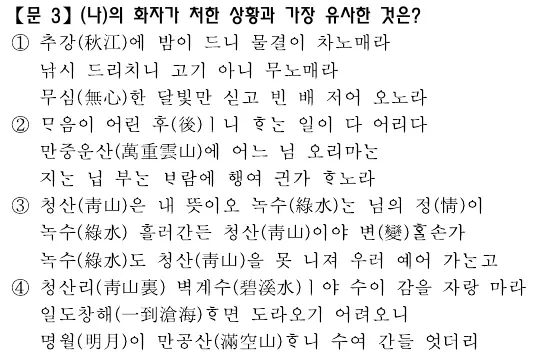 【문 3】(나)의 화자가 처한 상황과 가장 유사한 것은?
① 추강(秋江)에 밤이 드니 물결이 차노매라
낚시 드리치니 고기 아니 무노매라
무심(無心)한 달빛만 싣고 빈 배 저어 오노라
② ᄆᆞ음이 어린 후(後)ㅣ니 ᄒᆞᄂᆞᆫ 일이 다 어리다
만중운산(萬重雲山)에 어느 님 오리마ᄂᆞᆫ
지ᄂᆞᆫ 닙 부ᄂᆞᆫ ᄇᆞ람에 행여 귄가 ᄒᆞ노라
③ 청산(靑山)은 내 뜻이오 녹수(綠水)ᄂᆞᆫ 님의 정(情)이
녹수(綠水) 흘러간든 청산(靑山)이야 변(變)ᄒᆞᆯ손가
녹수(綠水)도 청산(靑山)을 못 니져 우러 예어 가ᄂᆞᆫ고
④ 청산리(靑山裏) 벽계수(碧溪水)ㅣ야 수이 감을 자랑 마라
일도창해(一到滄海)ᄒᆞ면 도라오기 어려오니
명월(明月)이 만공산(滿空山)ᄒᆞ니 수여 간들 엇더리